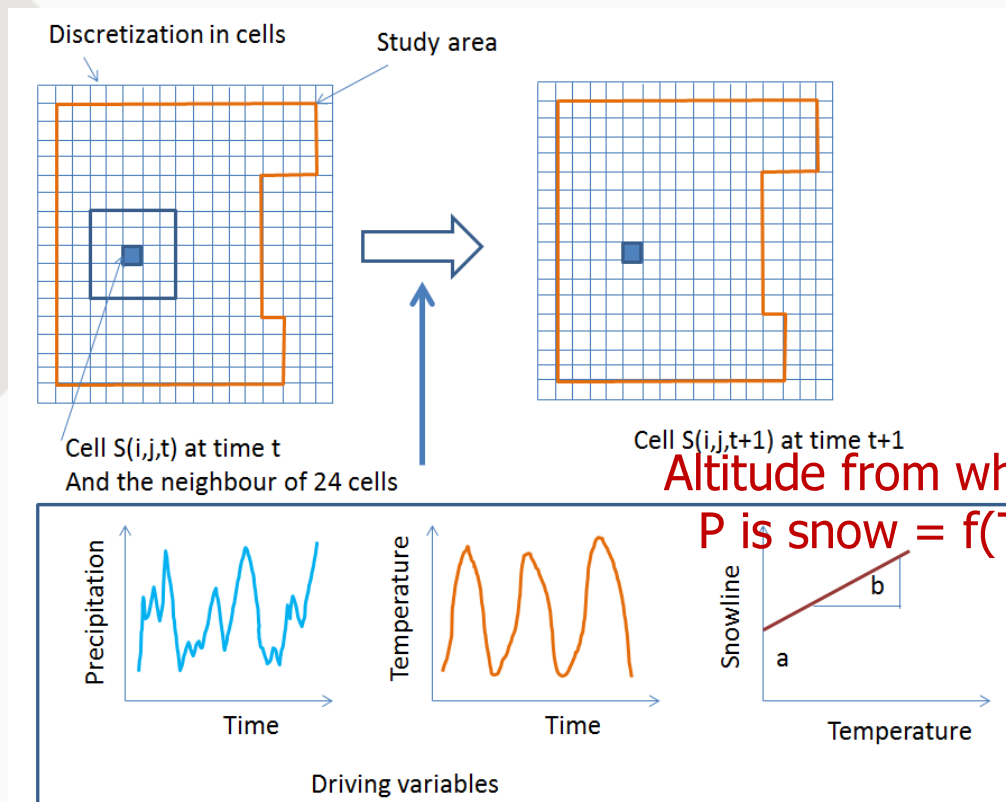 Discretization in cells
Study area
Cell S(i,j,t) at time t
And the neighbour of 24 cells
Cell S(i,j,t+1) at time t+1
Altitude from
P is snow = f(
Precipitation
Time
Temperature
Time
Snowline
a
b
Temperature
Driving variables